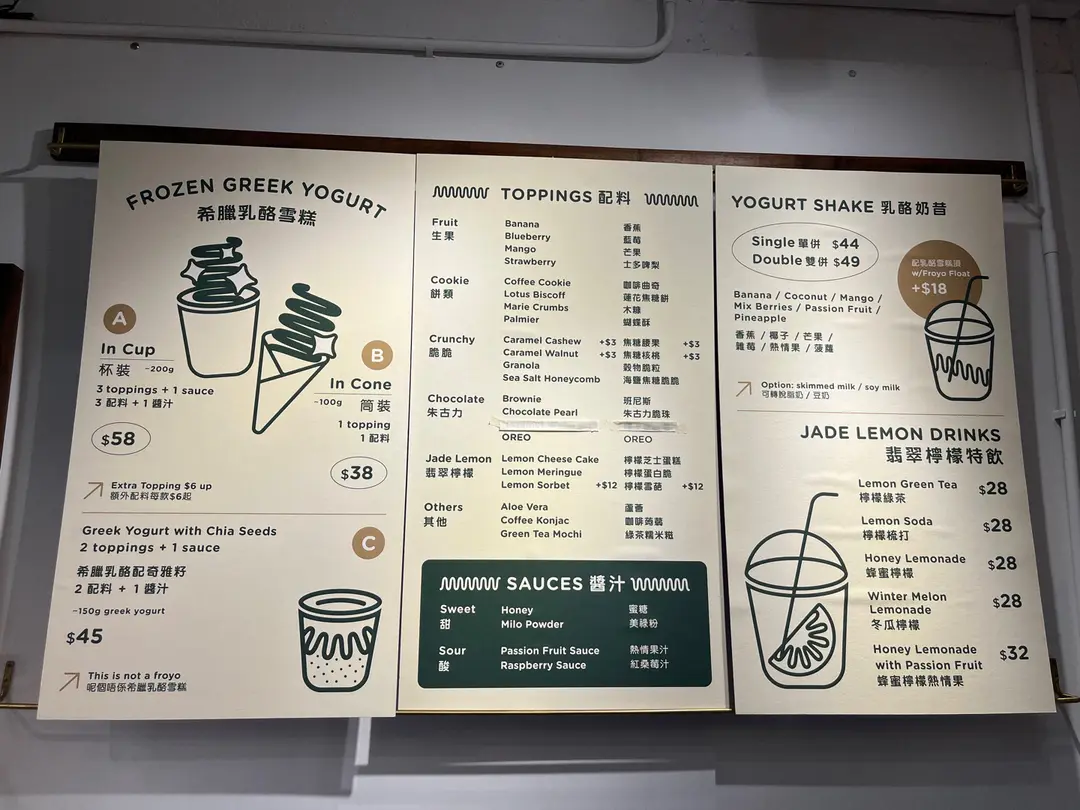 FROZEN GREEK YOGURT
希臘乳酪雪糕
A
In Cup
杯裝 ~200g
3 toppings + 1 sauce
3 配料 + 1 醬汁
$58
B
In Cone
~100g 筒裝
1 topping
1 配料
$38
Extra Topping $6 up
額外配料每款$6起
Greek Yogurt with Chia Seeds
2 toppings + 1 sauce
C
希臘乳酪配奇雅籽
2 配料 + 1 醬汁
~150g greek yogurt
$45
This is not a froyo
呢個唔係希臘乳酪雪糕
TOPPINGS 配料
Fruit Banana 香蕉
生果 Blueberry 藍莓
Mango 芒果
Strawberry 士多啤梨
Cookie Coffee Cookie 咖啡曲奇
餅類 Lotus Biscoff 蓮花焦糖餅
Marie Crumbs 木糠
Palmier 蝴蝶酥
Crunchy Caramel Cashew +$3 焦糖腰果 +$3
脆脆 Caramel Walnut +$3 焦糖核桃 +$3
Granola 穀物脆粒
Sea Salt Honeycomb 海鹽焦糖脆脆
Chocolate Brownie 班尼斯
朱古力 Chocolate Pearl 朱古力脆珠
OREO OREO
Jade Lemon Lemon Cheese Cake 檸檬芝士蛋糕
翡翠檸檬 Lemon Meringue 檸檬蛋白脆
Lemon Sorbet +$12 檸檬雪葩 +$12
Others Aloe Vera 蘆薈
其他 Coffee Konjac 咖啡蒟蒻
Green Tea Mochi 綠茶糯米糍
SAUCES 醬汁
Sweet Honey 蜜糖
甜 Milo Powder 美祿粉
Sour Passion Fruit Sauce 熱情果汁
酸 Raspberry Sauce 紅桑莓汁
YOGURT SHAKE 乳酪奶昔
Single 單併 $44
Double 雙併 $49
配乳酪雪糕頂
w/Froyo Float
+$18
Banana / Coconut / Mango /
Mix Berries / Passion Fruit /
Pineapple
香蕉 / 椰子 / 芒果 /
雜莓 / 熱情果 / 菠蘿
Option: skimmed milk / soy milk
可轉脫脂奶 / 豆奶
JADE LEMON DRINKS
翡翠檸檬特飲
Lemon Green Tea $28
檸檬綠茶
Lemon Soda $28
檸檬梳打
Honey Lemonade $28
蜂蜜檸檬
Winter Melon
Lemonade $28
冬瓜檸檬
Honey Lemonade
with Passion Fruit $32
蜂蜜檸檬熱情果